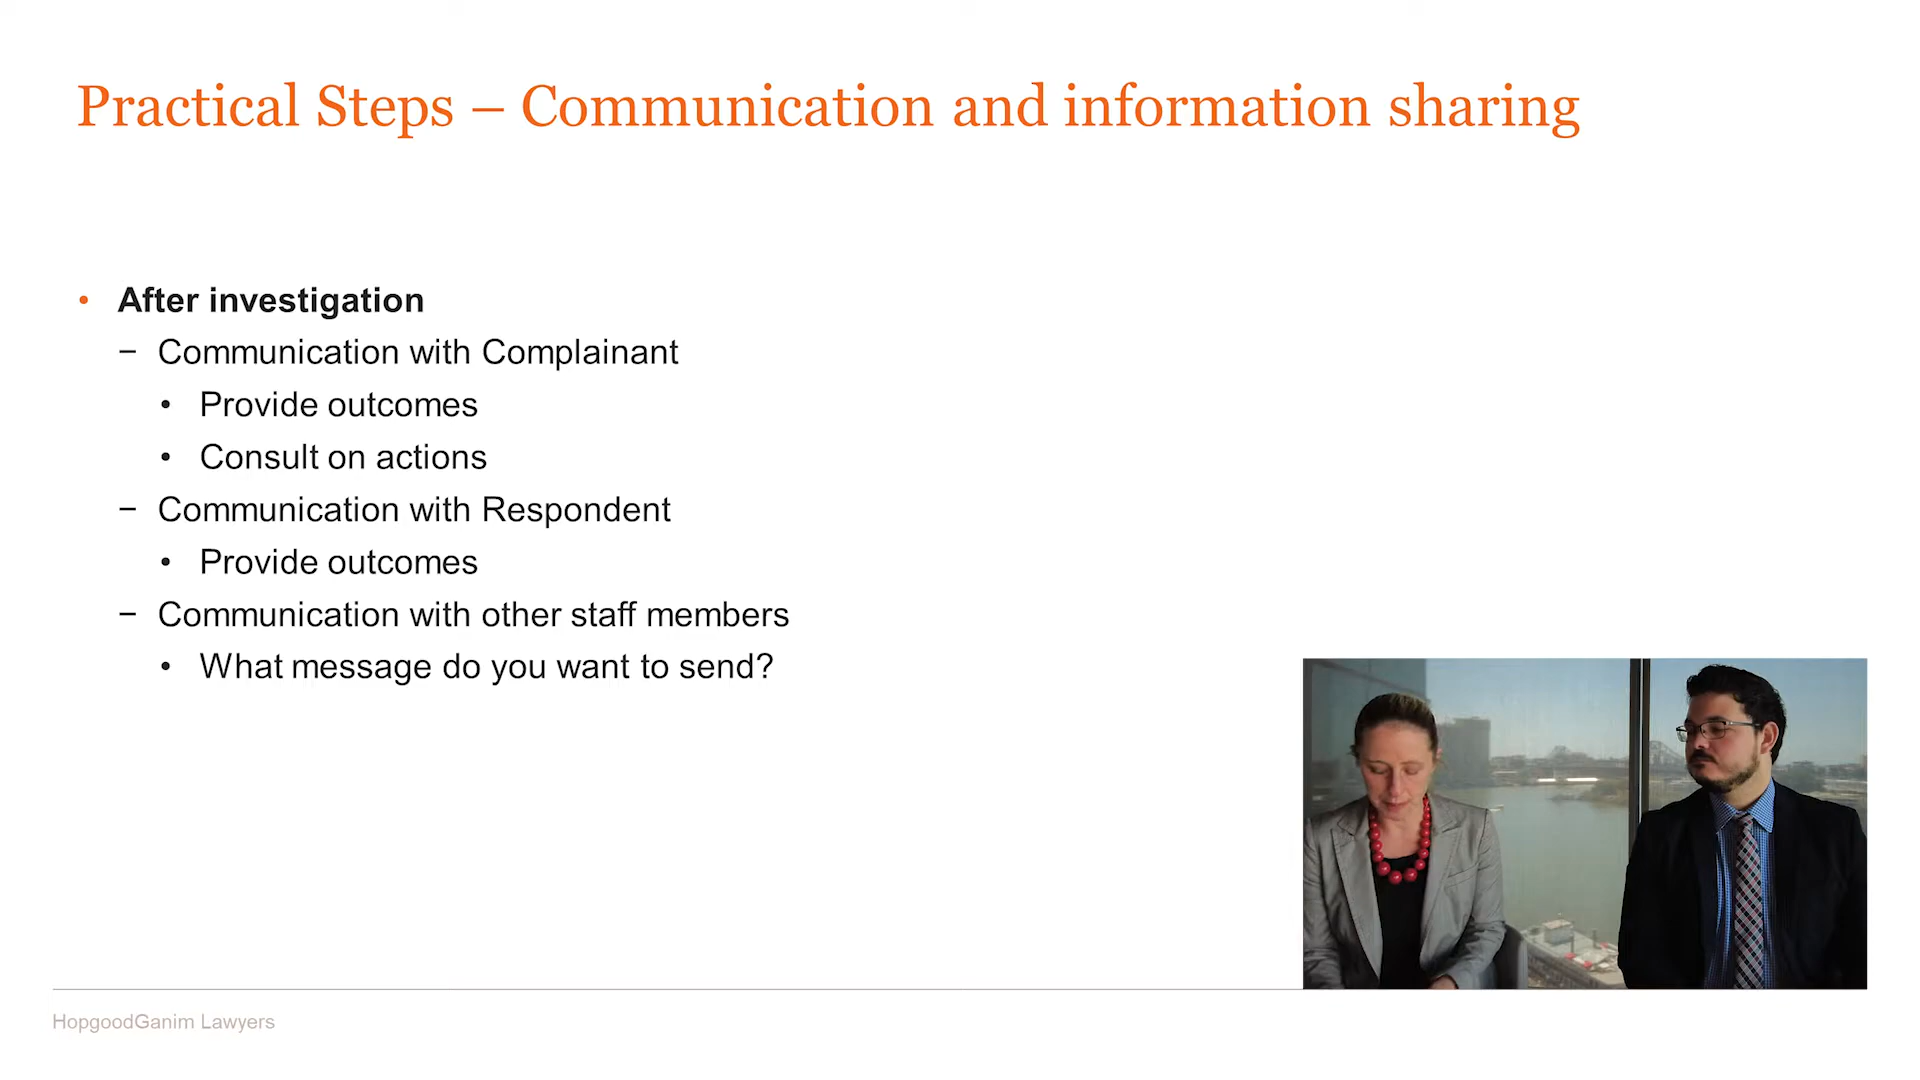 Practical Steps – Communication and information sharing
• After investigation
– Communication with Complainant
• Provide outcomes
• Consult on actions
– Communication with Respondent
• Provide outcomes
– Communication with other staff members
• What message do you want to send?
HopgoodGanim Lawyers